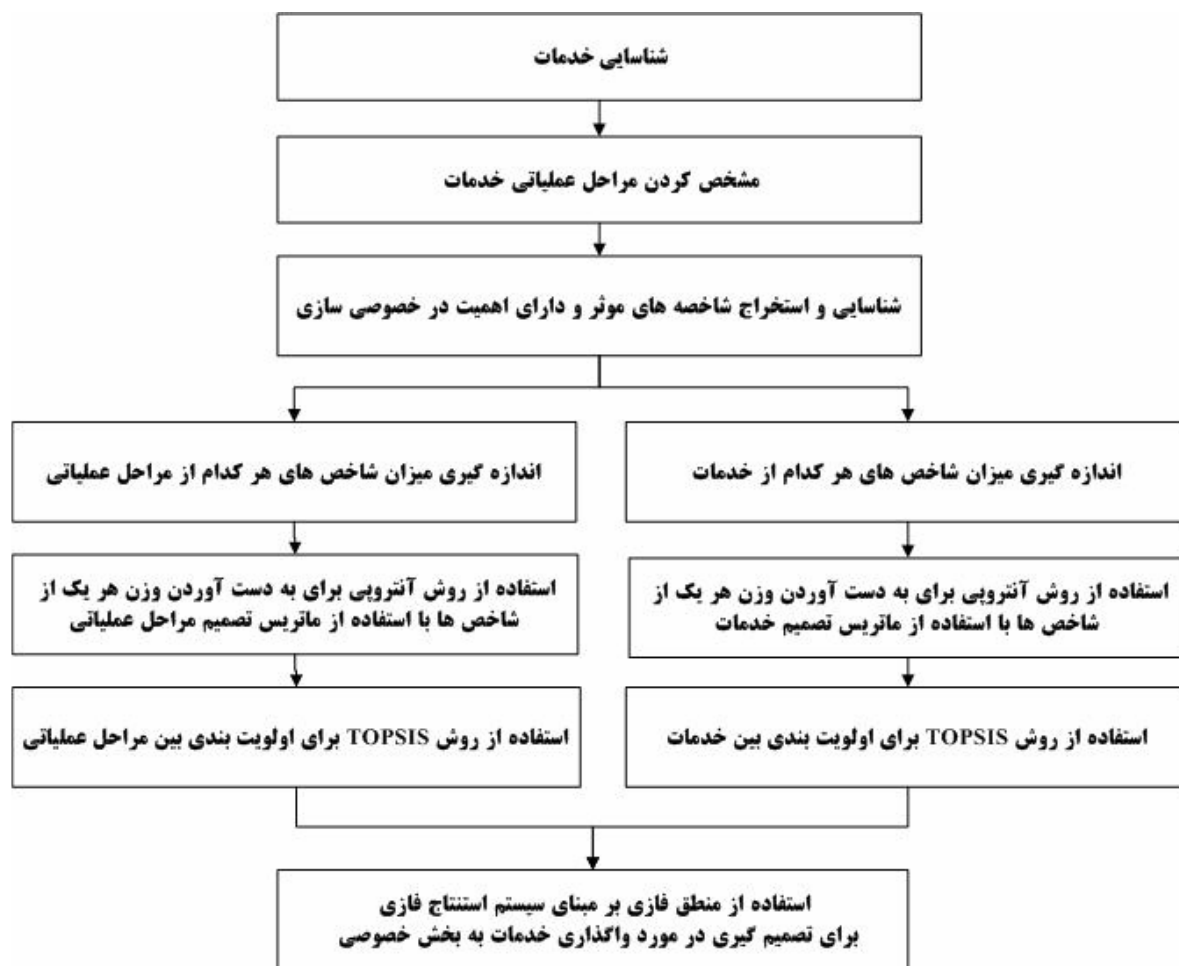 شناسایی خدمات
مشخص کردن مراحل عملیاتی خدمات
شناسایی و استخراج شاخصه های موثر و دارای اهمیت در خصوصی سازی
اندازه گیری میزان شاخص های هر کدام از خدمات
اندازه گیری میزان شاخص های هر کدام از مراحل عملیاتی
استفاده از روش آنتروپی برای به دست آوردن وزن هر یک از
شاخص ها با استفاده از ماتریس تصمیم خدمات
استفاده از روش آنتروپی برای به دست آوردن وزن هر یک از
شاخص ها با استفاده از ماتریس تصمیم مراحل عملیاتی
استفاده از روش TOPSIS برای اولویت بندی بین خدمات
استفاده از روش TOPSIS برای اولویت بندی بین مراحل عملیاتی
استفاده از منطق فازی بر مبنای سیستم استنتاج فازی
برای تصمیم گیری در مورد واگذاری خدمات به بخش خصوصی